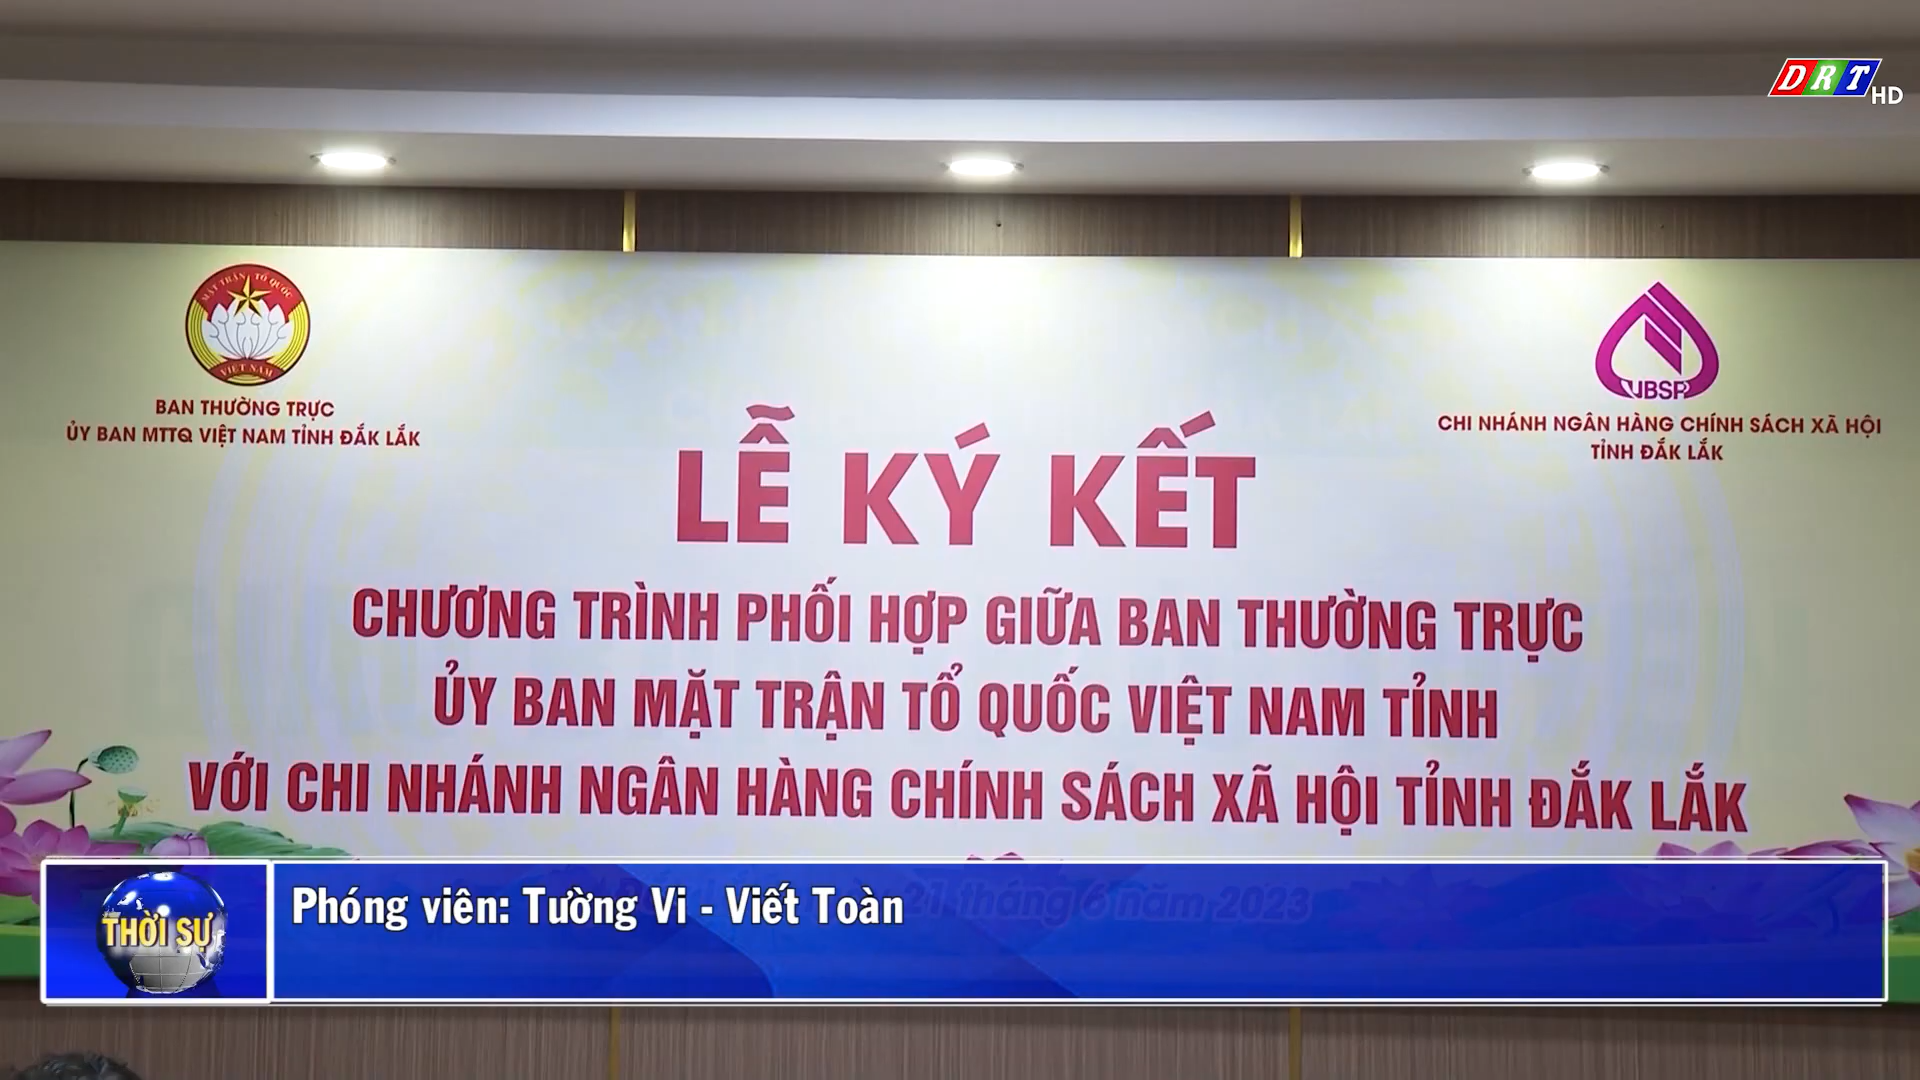 DRT HD
MẶT TRẬN TỔ QUỐC
VIỆT NAM
BAN THƯỜNG TRỰC
ỦY BAN MTTQ VIỆT NAM TỈNH ĐẮK LẮK
VBSP
CHI NHÁNH NGÂN HÀNG CHÍNH SÁCH XÃ HỘI
TỈNH ĐẮK LẮK
LỄ KÝ KẾT
CHƯƠNG TRÌNH PHỐI HỢP GIỮA BAN THƯỜNG TRỰC
ỦY BAN MẶT TRẬN TỔ QUỐC VIỆT NAM TỈNH
VỚI CHI NHÁNH NGÂN HÀNG CHÍNH SÁCH XÃ HỘI TỈNH ĐẮK LẮK
21 tháng 6 năm 2023
THỜI SỰ
Phóng viên: Tường Vi - Viết Toàn